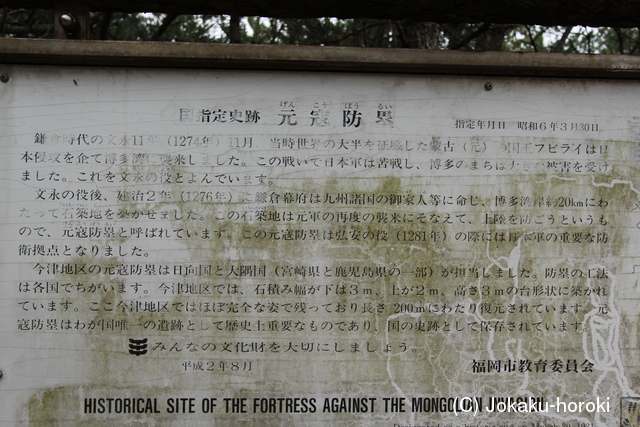 国指定史跡 元寇防塁
げん こう ぼう るい
指定年月日 昭和6年3月30日
鎌倉時代の文永11年(1274年)11月 当時世界の大半を征服した蒙古(元)の国王フビライは日
本侵攻を企て博多湾に襲来しました。この戦いで日本軍は苦戦し、博多のまちは大きな被害を受け
ました。これを文永の役とよんでいます。
文永の役後、建治2年(1276年)に鎌倉幕府は九州諸国の御家人等に命じ、博多湾岸約20kmにわ
たって石築地を築かせました。この石築地は元軍の再度の襲来にそなえて、上陸を防ごうというも
ので、元寇防塁と呼ばれています。この元寇防塁は弘安の役(1281年)の際には日本軍の重要な防
衛拠点となりました。
今津地区の元寇防塁は日向国と大隅国(宮崎県と鹿児島県の一部)が担当しました。防塁の工法
は各国でちがいます。今津地区では、石積み幅が下は3m、上が2m、高さ3mの台形状に築かれ
ています。ここ今津地区ではほぼ完全な姿で残っており長さ 200mにわたり復元されています。元
寇防塁はわが国唯一の遺跡として歴史上重要なものであり、国の史跡として保存されています。
みんなの文化財を大切にしましょう。
平成2年8月
福岡市教育委員会
HISTORICAL SITE OF THE FORTRESS AGAINST THE MONGOLIAN
(C) Jokaku-horoki